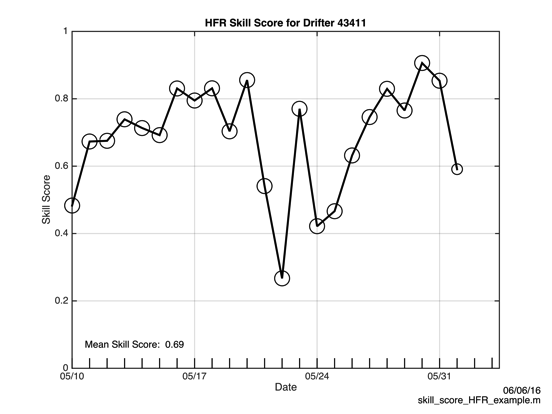 HFR Skill Score for Drifter 43411
1
0.8
0.6
0.4
0.2
0
Skill Score
Mean Skill Score: 0.69
05/10 05/17 05/24 05/31
Date
06/06/16
skill_score_HFR_example.m